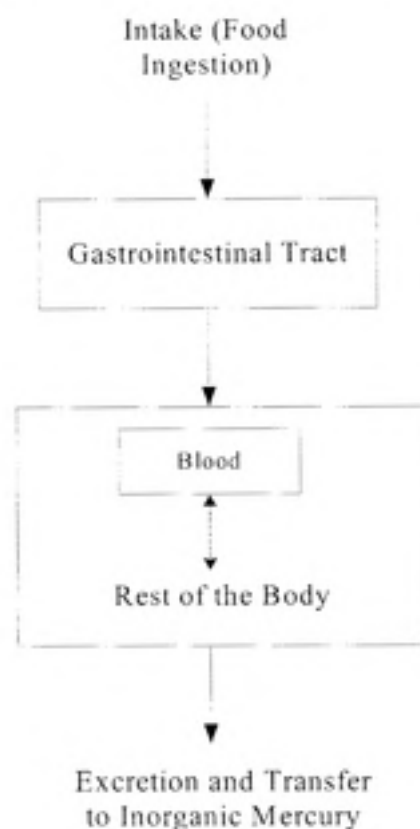 Intake (Food
Ingestion)
Gastrointestinal Tract
Blood
Rest of the Body
Excretion and Transfer
to Inorganic Mercury